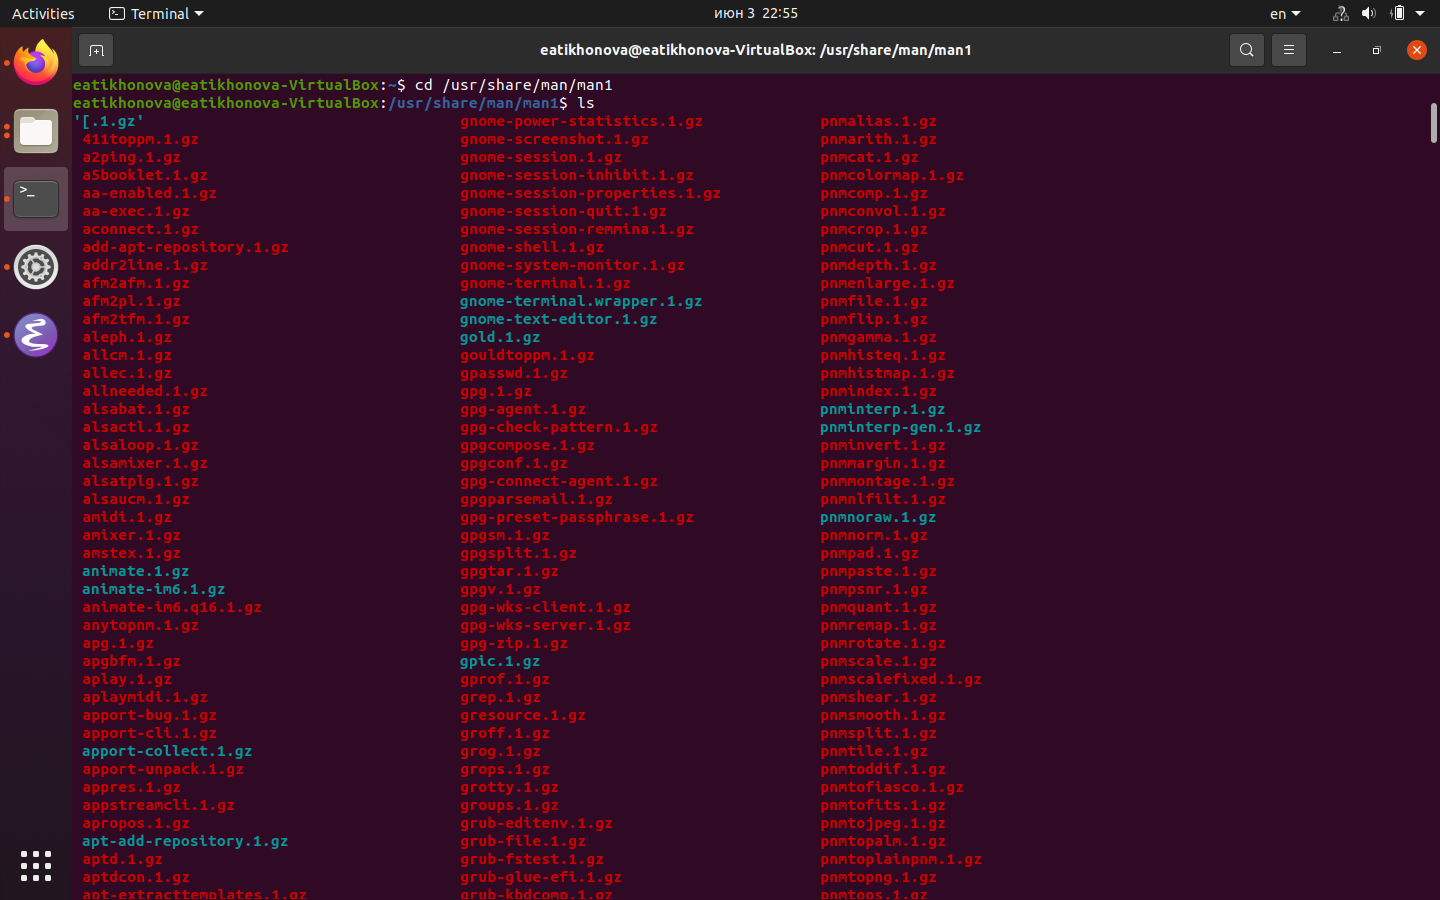 Activities Terminal июн 3 22:55 en
eatikhonova@eatikhonova-VirtualBox: /usr/share/man/man1
eatikhonova@eatikhonova-VirtualBox:~$ cd /usr/share/man/man1
eatikhonova@eatikhonova-VirtualBox:/usr/share/man/man1$ ls
'[.1.gz' gnome-power-statistics.1.gz pnmalias.1.gz
411toppm.1.gz gnome-screenshot.1.gz pnmarith.1.gz
a2ping.1.gz gnome-session.1.gz pnmcat.1.gz
a5booklet.1.gz gnome-session-inhibit.1.gz pnmcolormap.1.gz
aa-enabled.1.gz gnome-session-properties.1.gz pnmcomp.1.gz
aa-exec.1.gz gnome-session-quit.1.gz pnmconvol.1.gz
aconnect.1.gz gnome-session-remmina.1.gz pnmcrop.1.gz
add-apt-repository.1.gz gnome-shell.1.gz pnmcut.1.gz
addr2line.1.gz gnome-system-monitor.1.gz pnmdepth.1.gz
afm2afm.1.gz gnome-terminal.1.gz pnmenlarge.1.gz
afm2pl.1.gz gnome-terminal.wrapper.1.gz pnmfile.1.gz
afm2tfm.1.gz gnome-text-editor.1.gz pnmflip.1.gz
aleph.1.gz gold.1.gz pnmgamma.1.gz
allcm.1.gz gouldtoppm.1.gz pnmhisteq.1.gz
allec.1.gz gpasswd.1.gz pnmhistmap.1.gz
allneeded.1.gz gpg.1.gz pnmindex.1.gz
alsabat.1.gz gpg-agent.1.gz pnminterp.1.gz
alsactl.1.gz gpg-check-pattern.1.gz pnminterp-gen.1.gz
alsaloop.1.gz gpgcompose.1.gz pnminvert.1.gz
alsamixer.1.gz gpgconf.1.gz pnmmargin.1.gz
alsatplg.1.gz gpg-connect-agent.1.gz pnmmontage.1.gz
alsaucm.1.gz gpgparsemail.1.gz pnmnlfilt.1.gz
amidi.1.gz gpg-preset-passphrase.1.gz pnmnoraw.1.gz
amixer.1.gz gpgsm.1.gz pnmnorm.1.gz
amstex.1.gz gpgsplit.1.gz pnmpad.1.gz
animate.1.gz gpgtar.1.gz pnmpaste.1.gz
animate-im6.1.gz gpgv.1.gz pnmpsnr.1.gz
animate-im6.q16.1.gz gpg-wks-client.1.gz pnmquant.1.gz
anytopnm.1.gz gpg-wks-server.1.gz pnmremap.1.gz
apg.1.gz gpg-zip.1.gz pnmrotate.1.gz
apgbfm.1.gz gpic.1.gz pnmscale.1.gz
aplay.1.gz gprof.1.gz pnmscalefixed.1.gz
aplaymidi.1.gz grep.1.gz pnmshear.1.gz
apport-bug.1.gz gresource.1.gz pnmsmooth.1.gz
apport-cli.1.gz groff.1.gz pnmsplit.1.gz
apport-collect.1.gz grog.1.gz pnmtile.1.gz
apport-unpack.1.gz grops.1.gz pnmtoddif.1.gz
appres.1.gz grotty.1.gz pnmtofiasco.1.gz
appstreamcli.1.gz groups.1.gz pnmtofits.1.gz
apropos.1.gz grub-editenv.1.gz pnmtojpeg.1.gz
apt-add-repository.1.gz grub-file.1.gz pnmtopalm.1.gz
aptd.1.gz grub-fstest.1.gz pnmtoplainpnm.1.gz
aptdcon.1.gz grub-glue-efi.1.gz pnmtopng.1.gz
apt-extracttemplates.1.gz grub-kbdcomp.1.gz pnmtops.1.gz